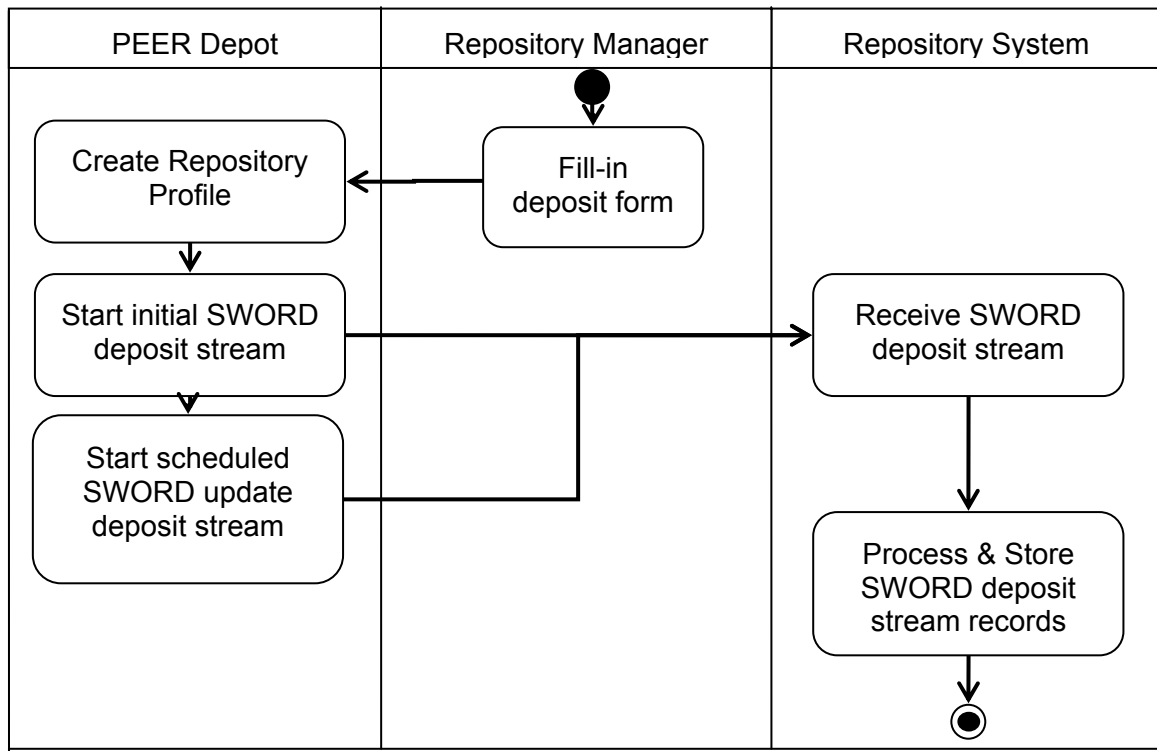 PEER Depot
Repository Manager
Repository System
Create Repository
Profile
Fill-in
deposit form
Start initial SWORD
deposit stream
Receive SWORD
deposit stream
Start scheduled
SWORD update
deposit stream
Process & Store
SWORD deposit
stream records